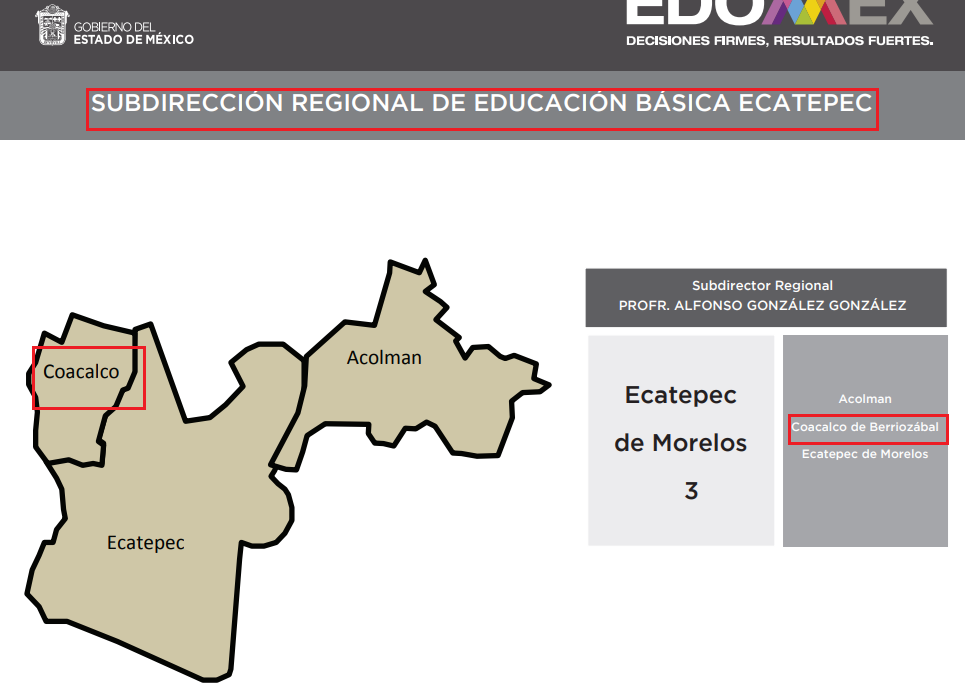 GOBIERNO DEL
ESTADO DE MÉXICO
EDOMEX
DECISIONES FIRMES, RESULTADOS FUERTES.
SUBDIRECCIÓN REGIONAL DE EDUCACIÓN BÁSICA ECATEPEC
Coacalco
Acolman
Ecatepec
Subdirector Regional
PROFR. ALFONSO GONZÁLEZ GONZÁLEZ
Ecatepec
de Morelos
3
Acolman
Coacalco de Berriozábal
Ecatepec de Morelos